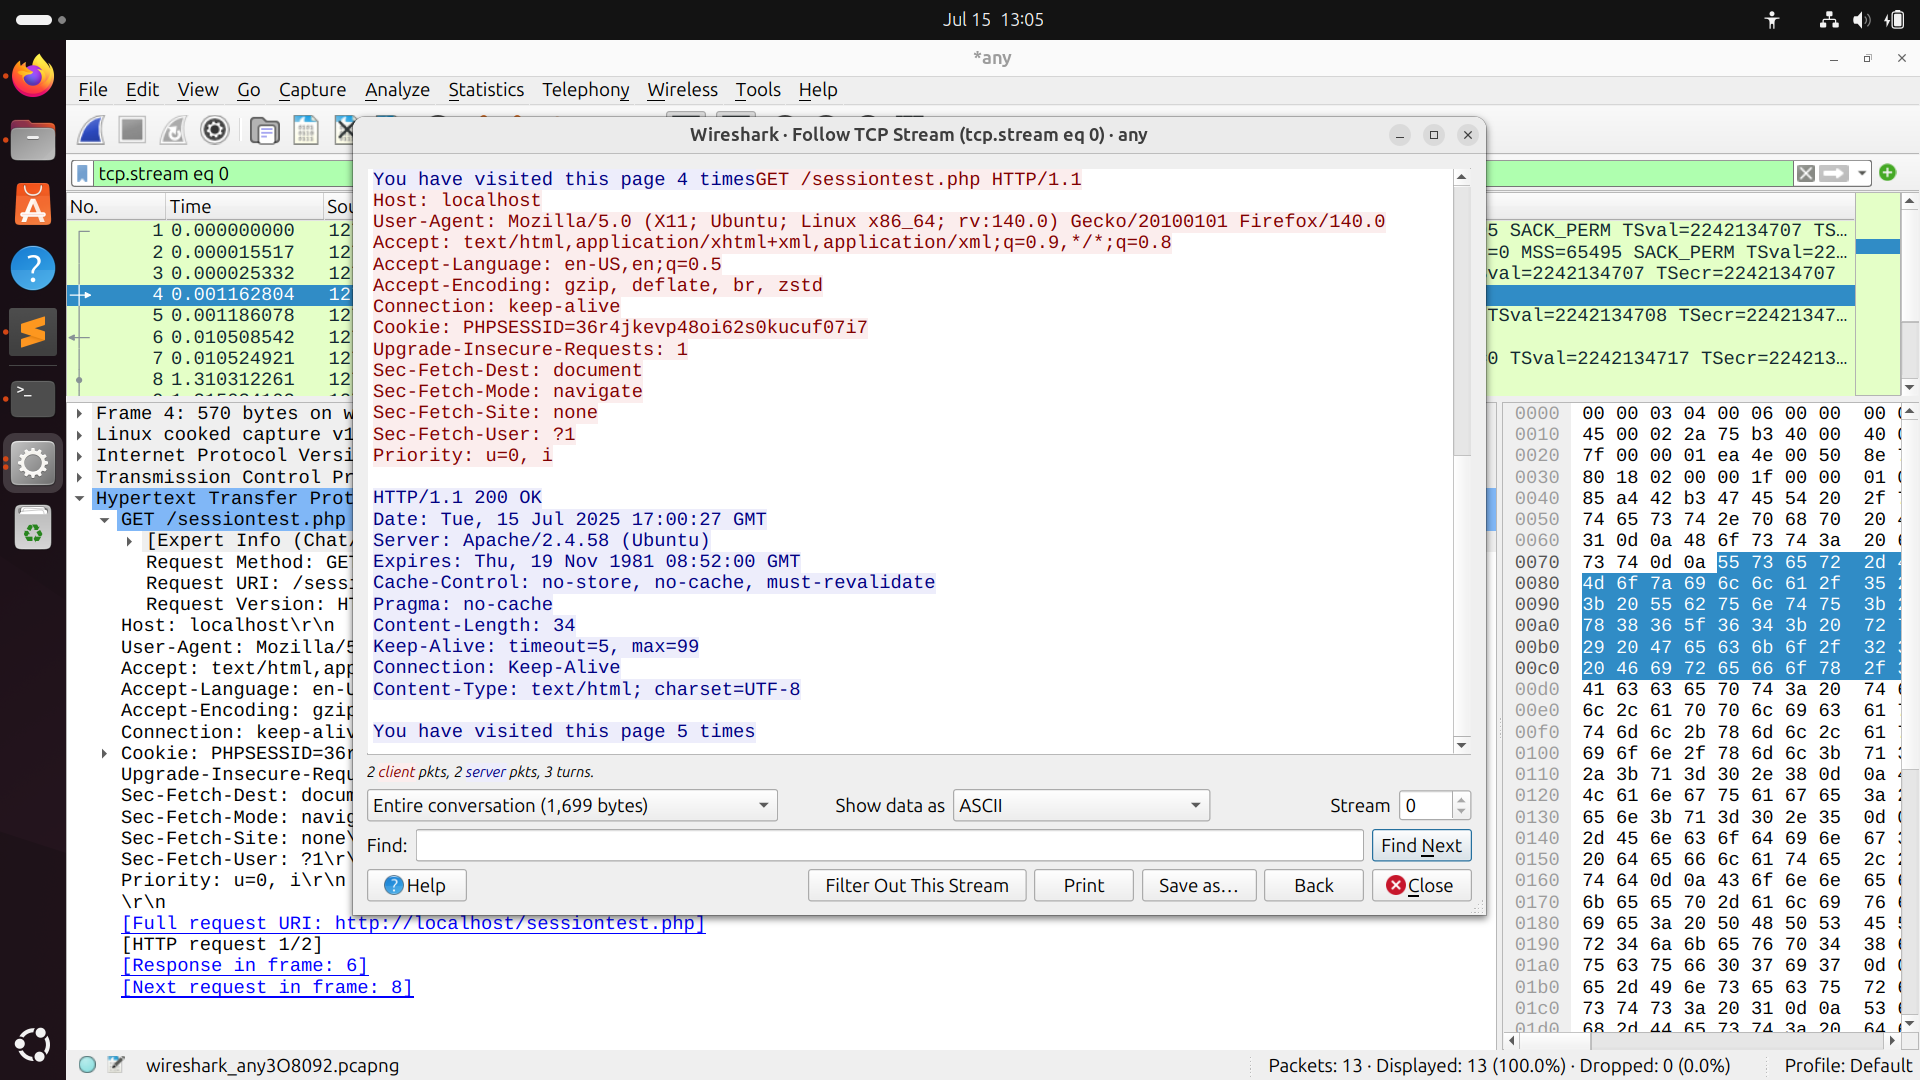 Jul 15 13:05
*any
File Edit View Go Capture Analyze Statistics Telephony Wireless Tools Help
Wireshark · Follow TCP Stream (tcp.stream eq 0) · any
tcp.stream eq 0
No. Time Sou
1 0.000000000 12
2 0.000015517 12
3 0.000025332 12
4 0.001162804 12
5 0.001186078 12
6 0.010508542 12
7 0.010524921 12
8 1.310312261 12
5 SACK_PERM TSval=2242134707 TS…
=0 MSS=65495 SACK_PERM TSval=22…
val=2242134707 TSecr=2242134707
TSval=2242134708 TSecr=22421347…
0 TSval=2242134717 TSecr=224213…
You have visited this page 4 timesGET /sessiontest.php HTTP/1.1
Host: localhost
User-Agent: Mozilla/5.0 (X11; Ubuntu; Linux x86_64; rv:140.0) Gecko/20100101 Firefox/140.0
Accept: text/html,application/xhtml+xml,application/xml;q=0.9,*/*;q=0.8
Accept-Language: en-US,en;q=0.5
Accept-Encoding: gzip, deflate, br, zstd
Connection: keep-alive
Cookie: PHPSESSID=36r4jkevp48oi62s0kucuf07i7
Upgrade-Insecure-Requests: 1
Sec-Fetch-Dest: document
Sec-Fetch-Mode: navigate
Sec-Fetch-Site: none
Sec-Fetch-User: ?1
Priority: u=0, i
HTTP/1.1 200 OK
Date: Tue, 15 Jul 2025 17:00:27 GMT
Server: Apache/2.4.58 (Ubuntu)
Expires: Thu, 19 Nov 1981 08:52:00 GMT
Cache-Control: no-store, no-cache, must-revalidate
Pragma: no-cache
Content-Length: 34
Keep-Alive: timeout=5, max=99
Connection: Keep-Alive
Content-Type: text/html; charset=UTF-8
You have visited this page 5 times
2 client pkts, 2 server pkts, 3 turns.
Entire conversation (1,699 bytes) Show data as ASCII Stream 0
Find: Find Next
Help Filter Out This Stream Print Save as… Back Close
Frame 4: 570 bytes on w
Linux cooked capture v1
Internet Protocol Versi
Transmission Control Pr
Hypertext Transfer Prot
GET /sessiontest.php
[Expert Info (Chat/
Request Method: GET
Request URI: /sessi
Request Version: HT
Host: localhost\r\n
User-Agent: Mozilla/5
Accept: text/html,app
Accept-Language: en-U
Accept-Encoding: gzip
Connection: keep-aliv
Cookie: PHPSESSID=36r
Upgrade-Insecure-Requ
Sec-Fetch-Dest: docum
Sec-Fetch-Mode: navig
Sec-Fetch-Site: none\
Sec-Fetch-User: ?1\r\
Priority: u=0, i\r\n
\r\n
[Full request URI: http://localhost/sessiontest.php]
[HTTP request 1/2]
[Response in frame: 6]
[Next request in frame: 8]
0000 00 00 03 04 00 06 00 00 00
0010 45 00 02 2a 75 b3 40 00 40
0020 7f 00 00 01 ea 4e 00 50 8e
0030 80 18 02 00 00 1f 00 00 01
0040 85 a4 42 b3 47 45 54 20 2f
0050 74 65 73 74 2e 70 68 70 20
0060 31 0d 0a 48 6f 73 74 3a 20
0070 73 74 0d 0a 55 73 65 72 2d
0080 4d 6f 7a 69 6c 6c 61 2f 35
0090 3b 20 55 62 75 6e 74 75 3b
00a0 78 38 36 5f 36 34 3b 20 72
00b0 29 20 47 65 63 6b 6f 2f 32
00c0 20 46 69 72 65 66 6f 78 2f
00d0 41 63 63 65 70 74 3a 20 74
00e0 6c 2c 61 70 70 6c 69 63 61
00f0 74 6d 6c 2b 78 6d 6c 2c 61
0100 69 6f 6e 2f 78 6d 6c 3b 71
0110 2a 3b 71 3d 30 2e 38 0d 0a
0120 4c 61 6e 67 75 61 67 65 3a
0130 65 6e 3b 71 3d 30 2e 35 0d
0140 2d 45 6e 63 6f 64 69 6e 67
0150 20 64 65 66 6c 61 74 65 2c
0160 74 64 0d 0a 43 6f 6e 6e 65
0170 6b 65 65 70 2d 61 6c 69 76
0180 69 65 3a 20 50 48 50 53 45
0190 72 34 6a 6b 65 76 70 34 38
01a0 75 63 75 66 30 37 69 37 0d
01b0 65 2d 49 6e 73 65 63 75 72
01c0 73 74 73 3a 20 31 0d 0a 53
01d0 68 2d 44 65 73 74 3a 20 64
wireshark_any3O8092.pcapng
Packets: 13 · Displayed: 13 (100.0%) · Dropped: 0 (0.0%) Profile: Default